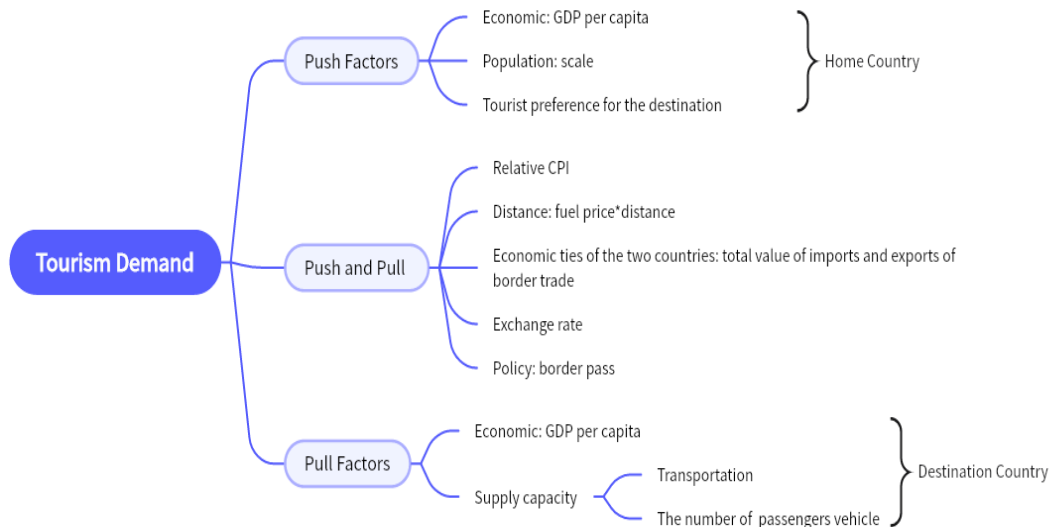 Tourism Demand
Push Factors
Economic: GDP per capita
Population: scale
Tourist preference for the destination
Home Country
Push and Pull
Relative CPI
Distance: fuel price*distance
Economic ties of the two countries: total value of imports and exports of
border trade
Exchange rate
Policy: border pass
Pull Factors
Economic: GDP per capita
Supply capacity
Transportation
The number of passengers vehicle
Destination Country